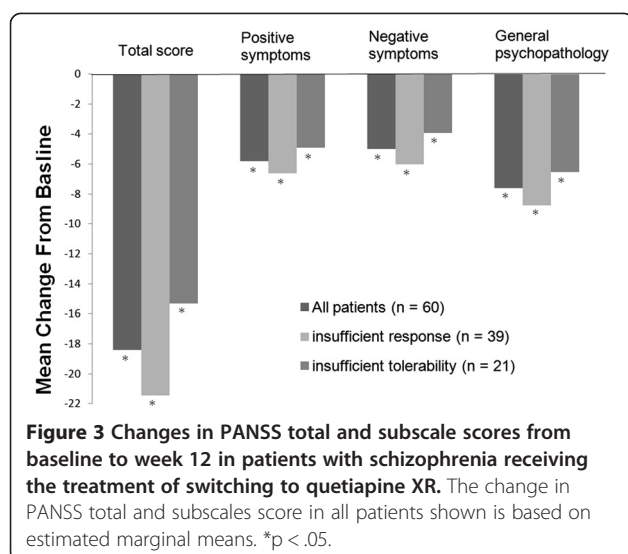 Total score
Positive
symptoms
Negative
symptoms
General
psychopathology
Mean Change From Basline
0
-2
-4
-6
-8
-10
-12
-14
-16
-18
-20
-22
* * *
* * *
* * *
* * *
All patients (n = 60)
insufficient response (n = 39)
insufficient tolerability (n = 21)
Figure 3 Changes in PANSS total and subscale scores from
baseline to week 12 in patients with schizophrenia receiving
the treatment of switching to quetiapine XR. The change in
PANSS total and subscales score in all patients shown is based on
estimated marginal means. *p < .05.